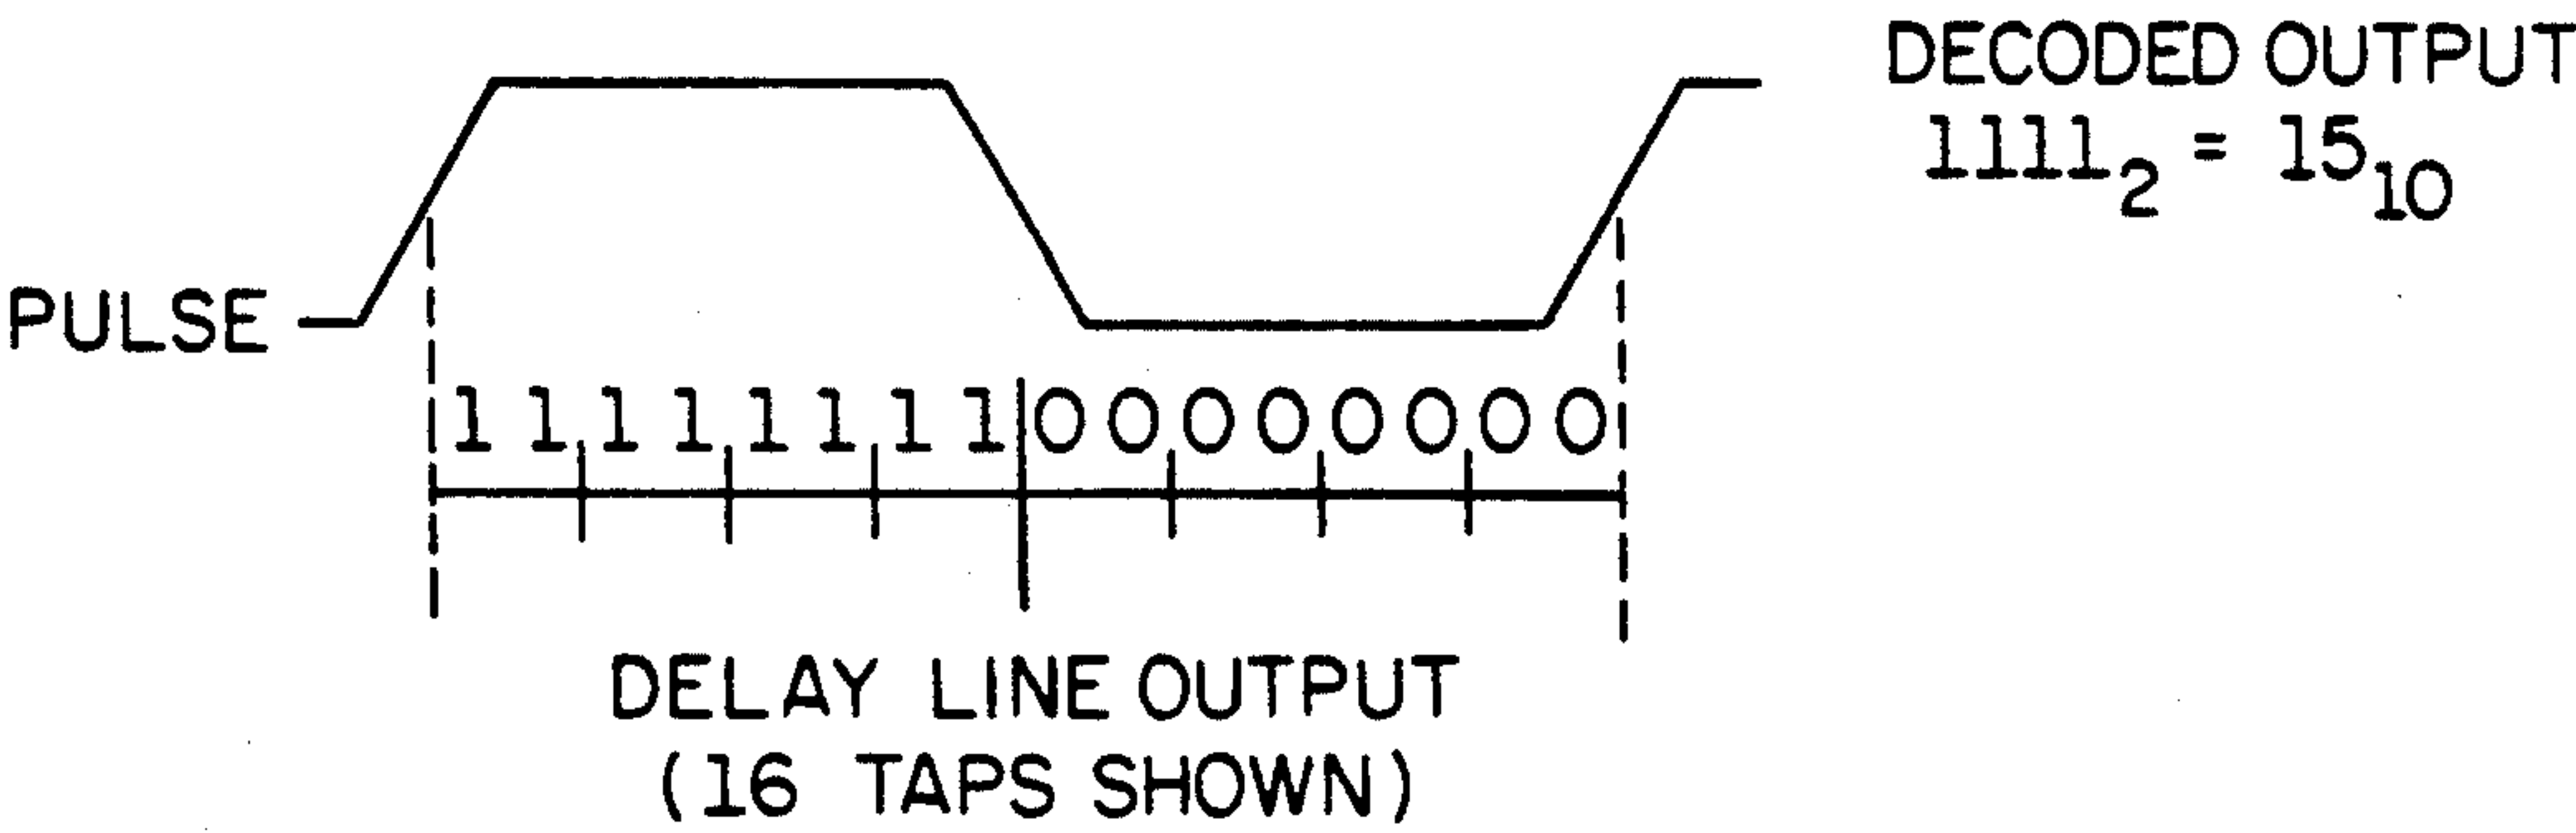 DECODED OUTPUT
1111₂ = 15₁₀
PULSE
1 1 1 1 1 1 1 1 0 0 0 0 0 0 0 0
DELAY LINE OUTPUT
(16 TAPS SHOWN)